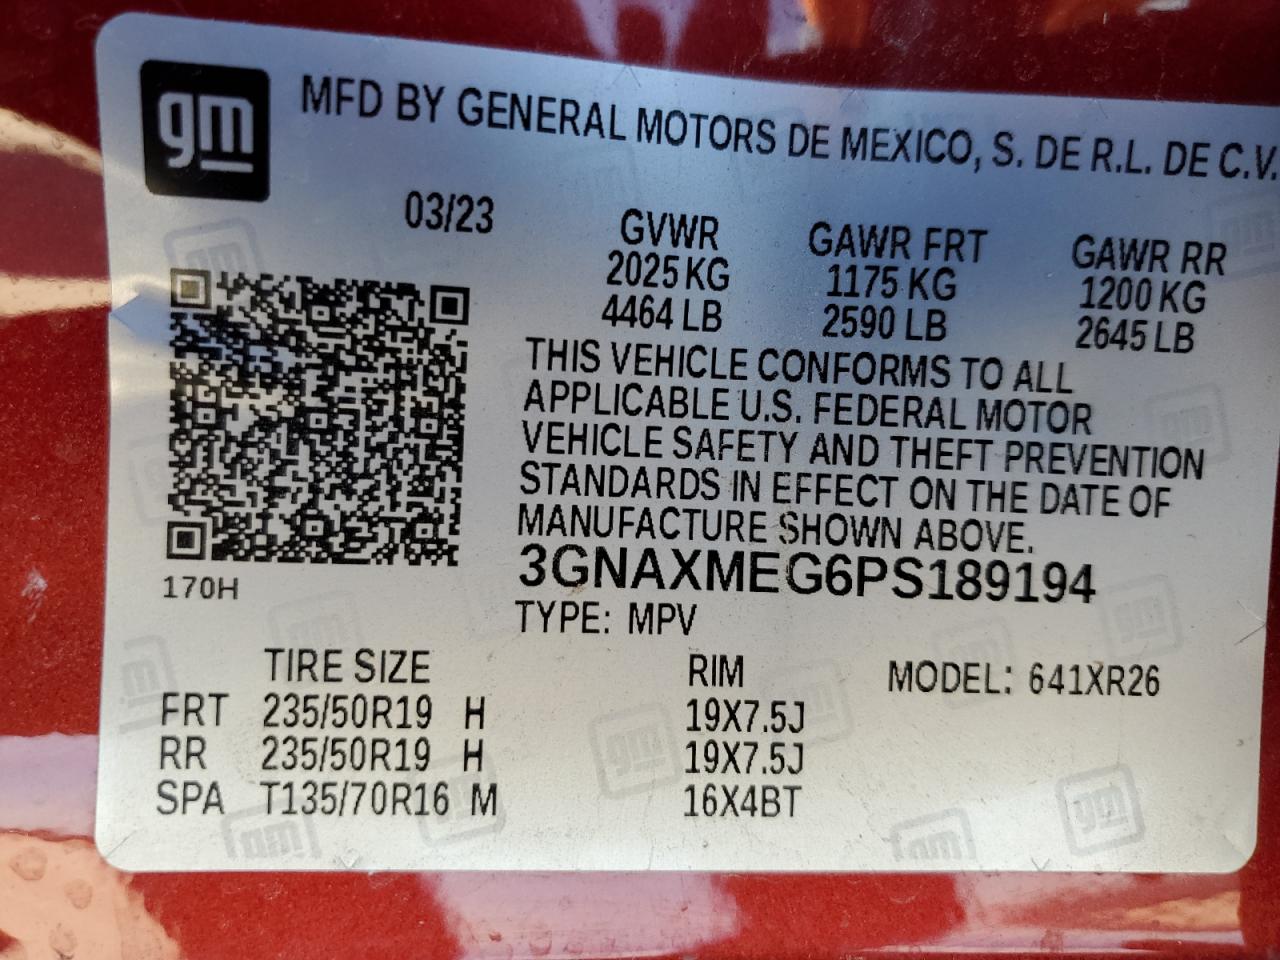 gm
MFD BY GENERAL MOTORS DE MEXICO, S. DE R.L. DE C.V.
03/23
GVWR GAWR FRT GAWR RR
2025 KG 1175 KG 1200 KG
4464 LB 2590 LB 2645 LB
THIS VEHICLE CONFORMS TO ALL
APPLICABLE U.S. FEDERAL MOTOR
VEHICLE SAFETY AND THEFT PREVENTION
STANDARDS IN EFFECT ON THE DATE OF
MANUFACTURE SHOWN ABOVE.
3GNAXMEG6PS189194
170H
TYPE: MPV
TIRE SIZE RIM MODEL: 641XR26
FRT 235/50R19 H 19X7.5J
RR 235/50R19 H 19X7.5J
SPA T135/70R16 M 16X4BT